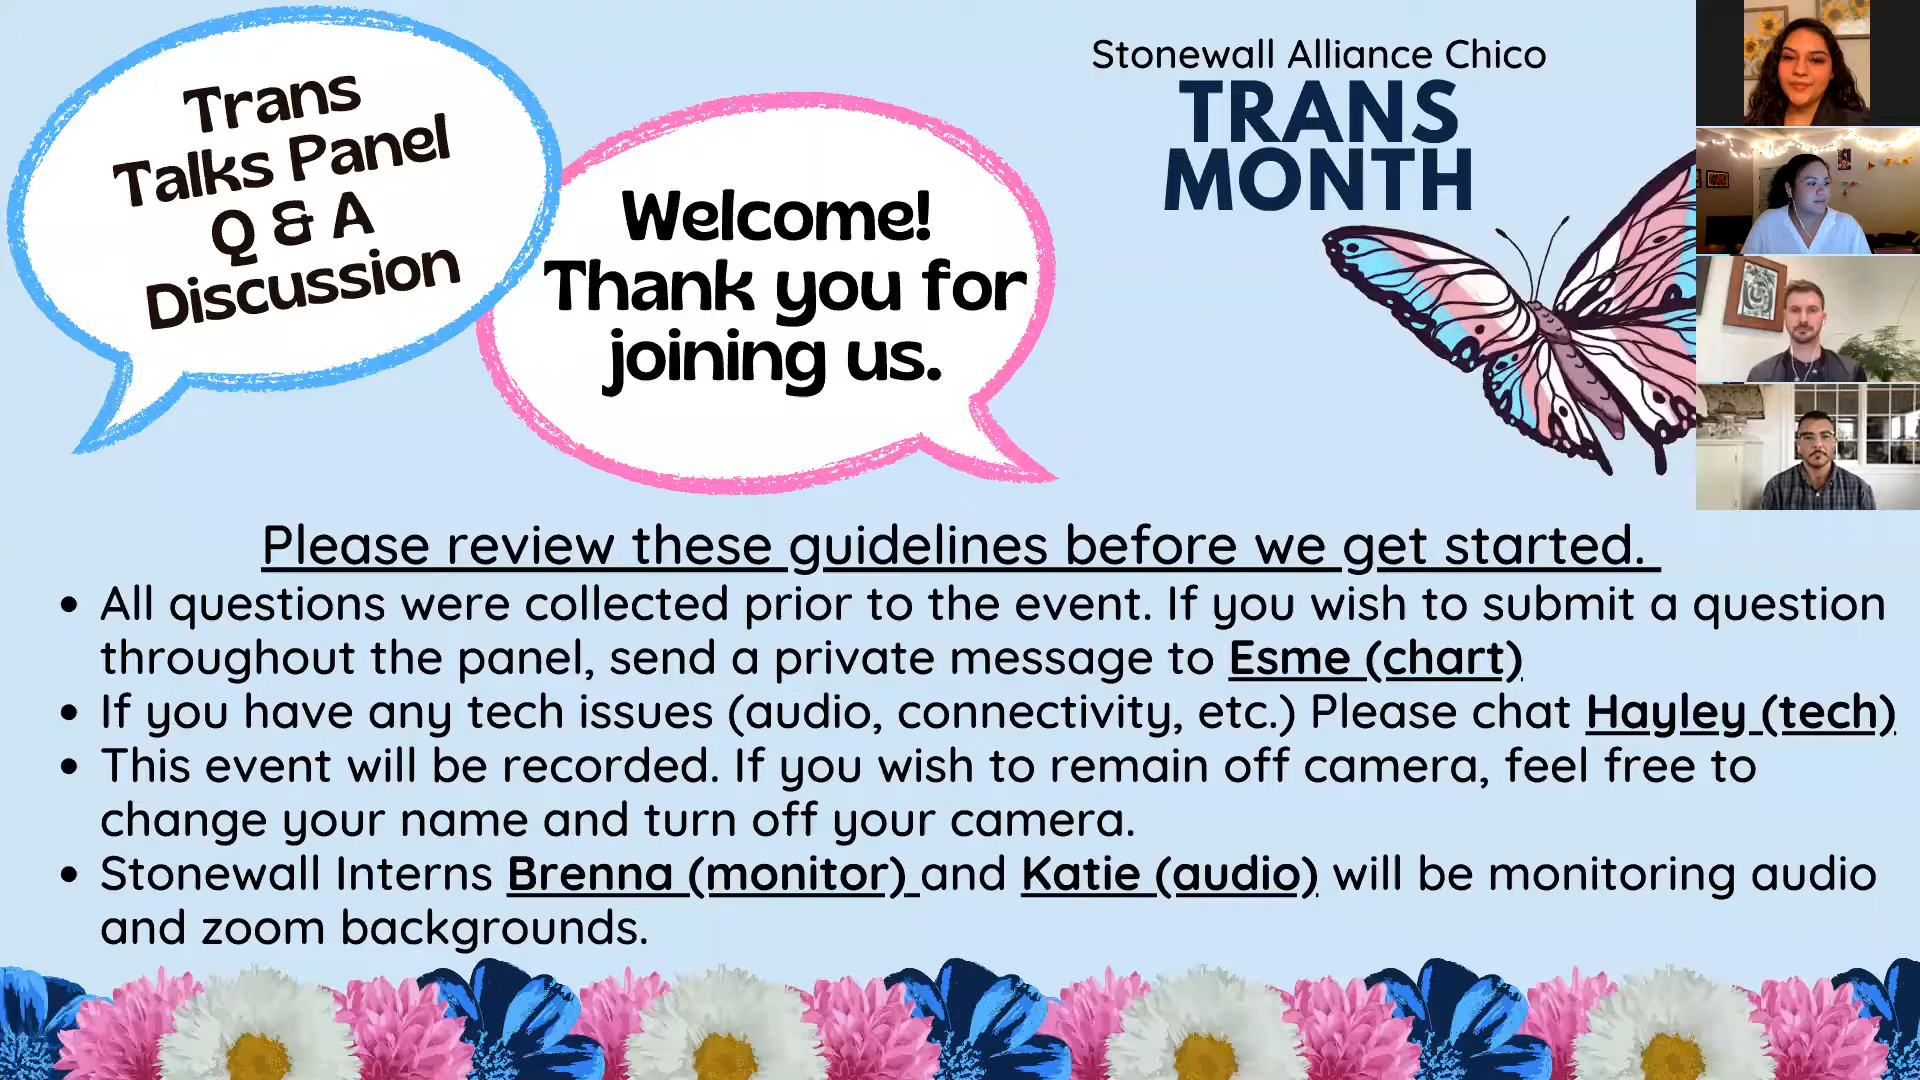 Trans
Talks Panel
Q & A
Discussion
Welcome!
Thank you for
joining us.
Stonewall Alliance Chico
TRANS
MONTH
Please review these guidelines before we get started.
• All questions were collected prior to the event. If you wish to submit a question
throughout the panel, send a private message to Esme (chart)
• If you have any tech issues (audio, connectivity, etc.) Please chat Hayley (tech)
• This event will be recorded. If you wish to remain off camera, feel free to
change your name and turn off your camera.
• Stonewall Interns Brenna (monitor) and Katie (audio) will be monitoring audio
and zoom backgrounds.